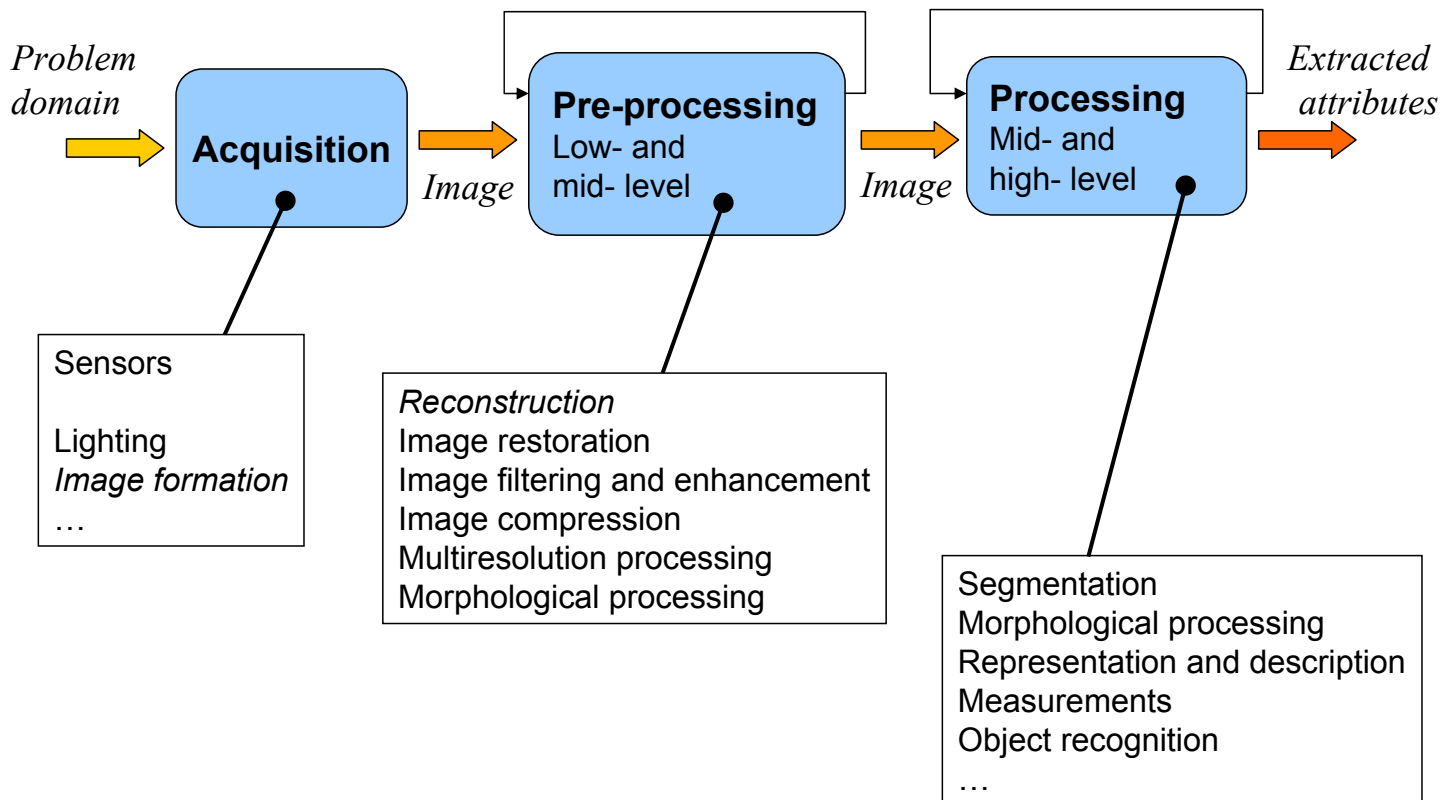 Problem
domain
Acquisition
Image
Pre-processing
Low- and
mid- level
Image
Processing
Mid- and
high- level
Extracted
attributes
Sensors
Lighting
Image formation
…
Reconstruction
Image restoration
Image filtering and enhancement
Image compression
Multiresolution processing
Morphological processing
Segmentation
Morphological processing
Representation and description
Measurements
Object recognition
…